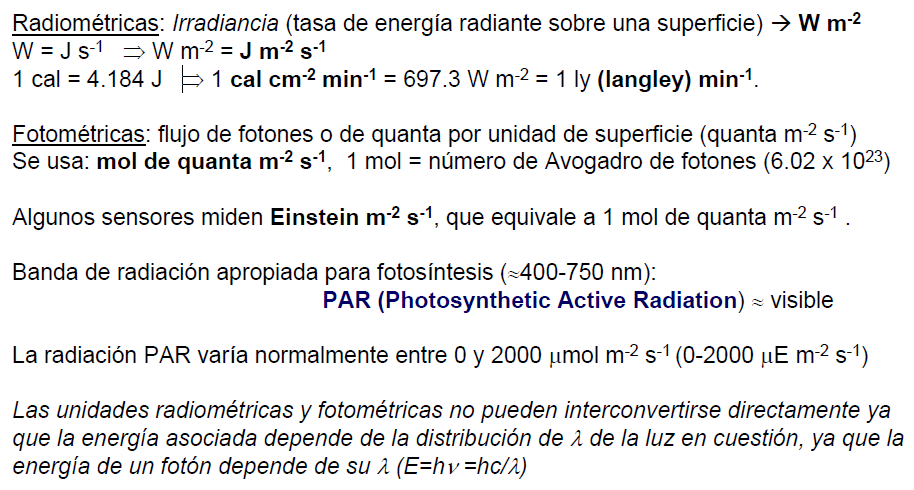 Radiométricas: Irradiancia (tasa de energía radiante sobre una superficie) → W m-2
W = J s-1 ⇒ W m-2 = J m-2 s-1
1 cal = 4.184 J ⇒ 1 cal cm-2 min-1 = 697.3 W m-2 = 1 ly (langley) min-1.
Fotométricas: flujo de fotones o de quanta por unidad de superficie (quanta m-2 s-1)
Se usa: mol de quanta m-2 s-1, 1 mol = número de Avogadro de fotones (6.02 x 1023)
Algunos sensores miden Einstein m-2 s-1, que equivale a 1 mol de quanta m-2 s-1 .
Banda de radiación apropiada para fotosíntesis (≈400-750 nm):
PAR (Photosynthetic Active Radiation) ≈ visible
La radiación PAR varía normalmente entre 0 y 2000 μmol m-2 s-1 (0-2000 μE m-2 s-1)
Las unidades radiométricas y fotométricas no pueden interconvertirse directamente ya
que la energía asociada depende de la distribución de λ de la luz en cuestión, ya que la
energía de un fotón depende de su λ (E=hν =hc/λ)